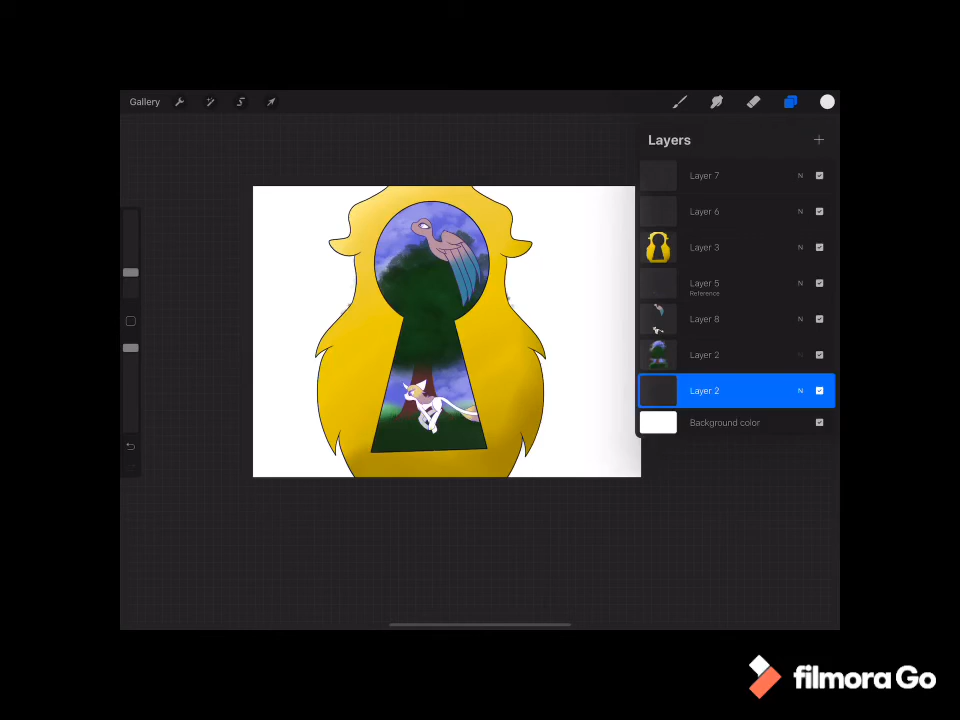 Gallery
Layers
Layer 7 N
Layer 6 N
Layer 3 N
Layer 5 N
Reference
Layer 8 N
Layer 2
Layer 2 N
Background color
filmora Go